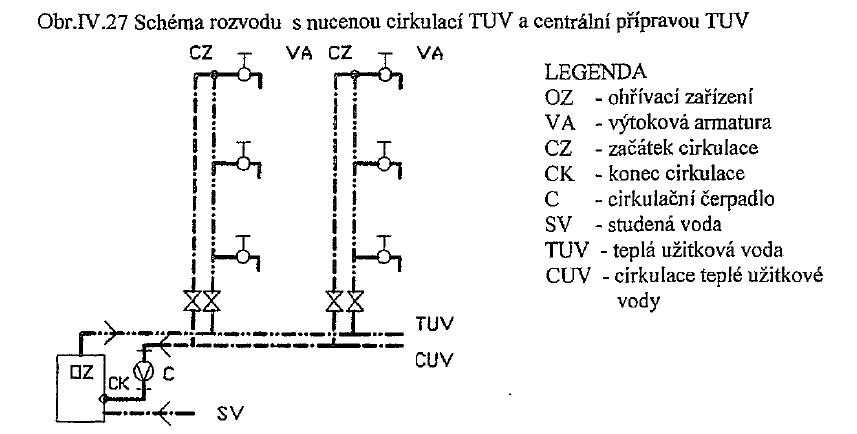 Obr.IV.27 Schéma rozvodu s nucenou cirkulací TUV a centrální přípravou TUV
CZ VA CZ VA
LEGENDA
OZ - ohřívací zařízení
VA - výtoková armatura
CZ - začátek cirkulace
CK - konec cirkulace
C - cirkulační čerpadlo
SV - studená voda
TUV - teplá užitková voda
CUV - cirkulace teplé užitkové
vody
TUV
CUV
OZ
CK
C
SV